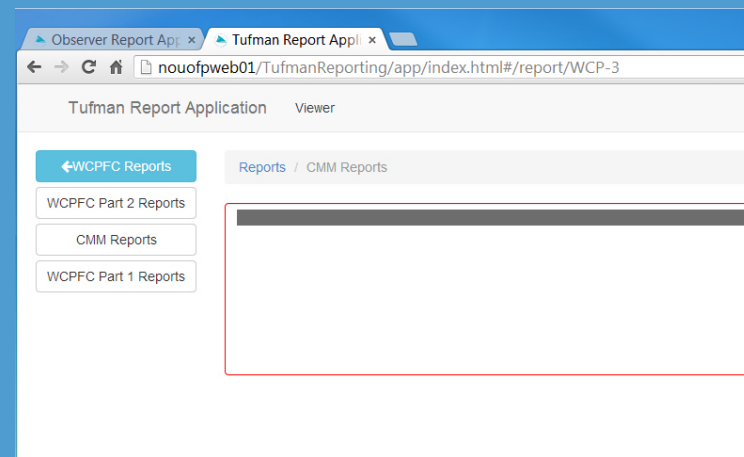 Observer Report App × Tufman Report Appli ×
nouofpweb01/TufmanReporting/app/index.html#/report/WCP-3
Tufman Report Application Viewer
WCPFC Reports Reports / CMM Reports
WCPFC Part 2 Reports
CMM Reports
WCPFC Part 1 Reports